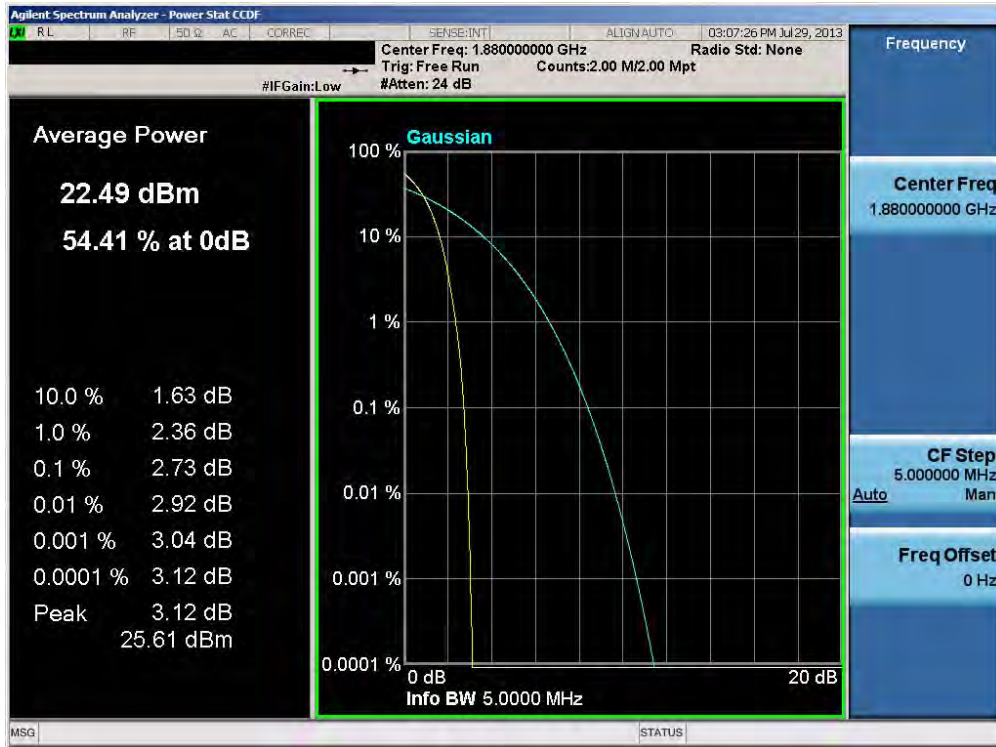 Agilent Spectrum Analyzer - Power Stat CCDF
LXI RL RF 50 Ω AC CORREC SENSE:INT ALIGN AUTO 03:07:26 PM Jul 29, 2013
Center Freq: 1.880000000 GHz Radio Std: None
Trig: Free Run Counts:2.00 M/2.00 Mpt
#IFGain:Low #Atten: 24 dB
Frequency
Average Power
22.49 dBm
54.41 % at 0dB
10.0 % 1.63 dB
1.0 % 2.36 dB
0.1 % 2.73 dB
0.01 % 2.92 dB
0.001 % 3.04 dB
0.0001 % 3.12 dB
Peak 3.12 dB
25.61 dBm
Gaussian
100 %
10 %
1 %
0.1 %
0.01 %
0.001 %
0.0001 %
0 dB 20 dB
Info BW 5.0000 MHz
Center Freq
1.880000000 GHz
CF Step
5.000000 MHz
Auto Man
Freq Offset
0 Hz
MSG STATUS